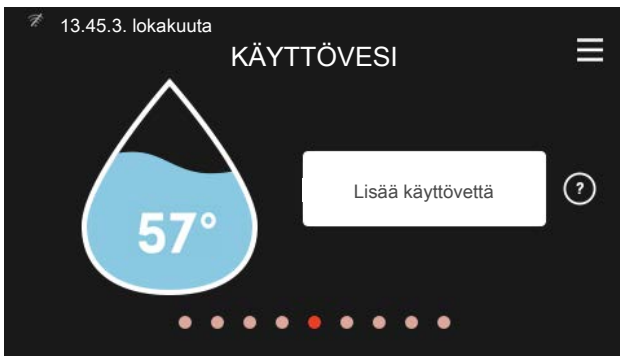 13.45.3. lokakuuta
KÄYTTÖVESI
Lisää käyttövettä
?
57°